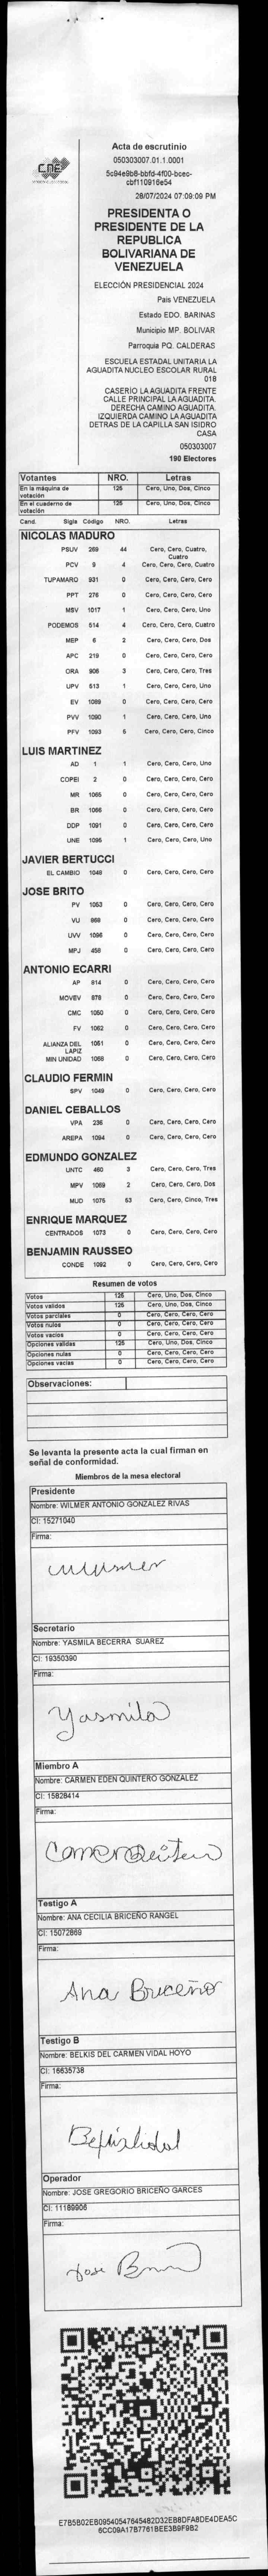 CNE
Acta de escrutinio
050303007.01.1.0001
5c94e9b8-bbfd-4f00-bcec-
cbf110916e54
28/07/2024 07:09:09 PM
PRESIDENTA O
PRESIDENTE DE LA
REPUBLICA
BOLIVARIANA DE
VENEZUELA
ELECCIÓN PRESIDENCIAL 2024
Pais VENEZUELA
Estado EDO. BARINAS
Municipio MP. BOLIVAR
Parroquia PQ. CALDERAS
ESCUELA ESTADAL UNITARIA LA
AGUADITA NUCLEO ESCOLAR RURAL
018
CASERÍO LA AGUADITA FRENTE
CALLE PRINCIPAL LA AGUADITA.
DERECHA CAMINO AGUADITA.
IZQUIERDA CAMINO LA AGUADITA
DETRAS DE LA CAPILLA SAN ISIDRO
CASA
050303007
190 Electores
Votantes NRO. Letras
En la máquina de
votación 125 Cero, Uno, Dos, Cinco
En el cuaderno de
votación 125 Cero, Uno, Dos, Cinco
Cand. Sigla Código NRO. Letras
NICOLAS MADURO
PSUV 269 44 Cero, Cero, Cuatro,
Cuatro
PCV 9 4 Cero, Cero, Cero, Cuatro
TUPAMARO 931 0 Cero, Cero, Cero, Cero
PPT 276 0 Cero, Cero, Cero, Cero
MSV 1017 1 Cero, Cero, Cero, Uno
PODEMOS 514 4 Cero, Cero, Cero, Cuatro
MEP 6 2 Cero, Cero, Cero, Dos
APC 219 0 Cero, Cero, Cero, Cero
ORA 906 3 Cero, Cero, Cero, Tres
UPV 513 1 Cero, Cero, Cero, Uno
EV 1089 0 Cero, Cero, Cero, Cero
PVV 1090 1 Cero, Cero, Cero, Uno
PFV 1093 5 Cero, Cero, Cero, Cinco
LUIS MARTINEZ
AD 1 1 Cero, Cero, Cero, Uno
COPEI 2 0 Cero, Cero, Cero, Cero
MR 1065 0 Cero, Cero, Cero, Cero
BR 1066 0 Cero, Cero, Cero, Cero
DDP 1091 0 Cero, Cero, Cero, Cero
UNE 1095 1 Cero, Cero, Cero, Uno
JAVIER BERTUCCI
EL CAMBIO 1048 0 Cero, Cero, Cero, Cero
JOSE BRITO
PV 1053 0 Cero, Cero, Cero, Cero
VU 968 0 Cero, Cero, Cero, Cero
UVV 1096 0 Cero, Cero, Cero, Cero
MPJ 458 0 Cero, Cero, Cero, Cero
ANTONIO ECARRI
AP 814 0 Cero, Cero, Cero, Cero
MOVEV 878 0 Cero, Cero, Cero, Cero
CMC 1050 0 Cero, Cero, Cero, Cero
FV 1062 0 Cero, Cero, Cero, Cero
ALIANZA DEL
LAPIZ 1051 0 Cero, Cero, Cero, Cero
MIN UNIDAD 1068 0 Cero, Cero, Cero, Cero
CLAUDIO FERMIN
SPV 1049 0 Cero, Cero, Cero, Cero
DANIEL CEBALLOS
VPA 236 0 Cero, Cero, Cero, Cero
AREPA 1094 0 Cero, Cero, Cero, Cero
EDMUNDO GONZALEZ
UNTC 460 3 Cero, Cero, Cero, Tres
MPV 1069 2 Cero, Cero, Cero, Dos
MUD 1075 53 Cero, Cero, Cinco, Tres
ENRIQUE MARQUEZ
CENTRADOS 1073 0 Cero, Cero, Cero, Cero
BENJAMIN RAUSSEO
CONDE 1092 0 Cero, Cero, Cero, Cero
Resumen de votos
Votos 125 Cero, Uno, Dos, Cinco
Votos validos 125 Cero, Uno, Dos, Cinco
Votos parciales 0 Cero, Cero, Cero, Cero
Votos nulos 0 Cero, Cero, Cero, Cero
Votos vacios 0 Cero, Cero, Cero, Cero
Opciones validas 125 Cero, Uno, Dos, Cinco
Opciones nulas 0 Cero, Cero, Cero, Cero
Opciones vacias 0 Cero, Cero, Cero, Cero
Observaciones:
Se levanta la presente acta la cual firman en
señal de conformidad.
Miembros de la mesa electoral
Presidente
Nombre: WILMER ANTONIO GONZALEZ RIVAS
CI: 15271040
Firma:
Secretario
Nombre: YASMILA BECERRA SUAREZ
CI: 19350390
Firma:
Yasmila
Miembro A
Nombre: CARMEN EDEN QUINTERO GONZALEZ
CI: 15828414
Firma:
Testigo A
Nombre: ANA CECILIA BRICEÑO RANGEL
CI: 15072869
Firma:
Ana Briceño
Testigo B
Nombre: BELKIS DEL CARMEN VIDAL HOYO
CI: 16635738
Firma:
Operador
Nombre: JOSE GREGORIO BRICEÑO GARCES
CI: 11189906
Firma:
E7B5B02EB09540547645482D32EB8DFA8DE4DEA5C
6CC09A17B7761BEE3B9F9B2